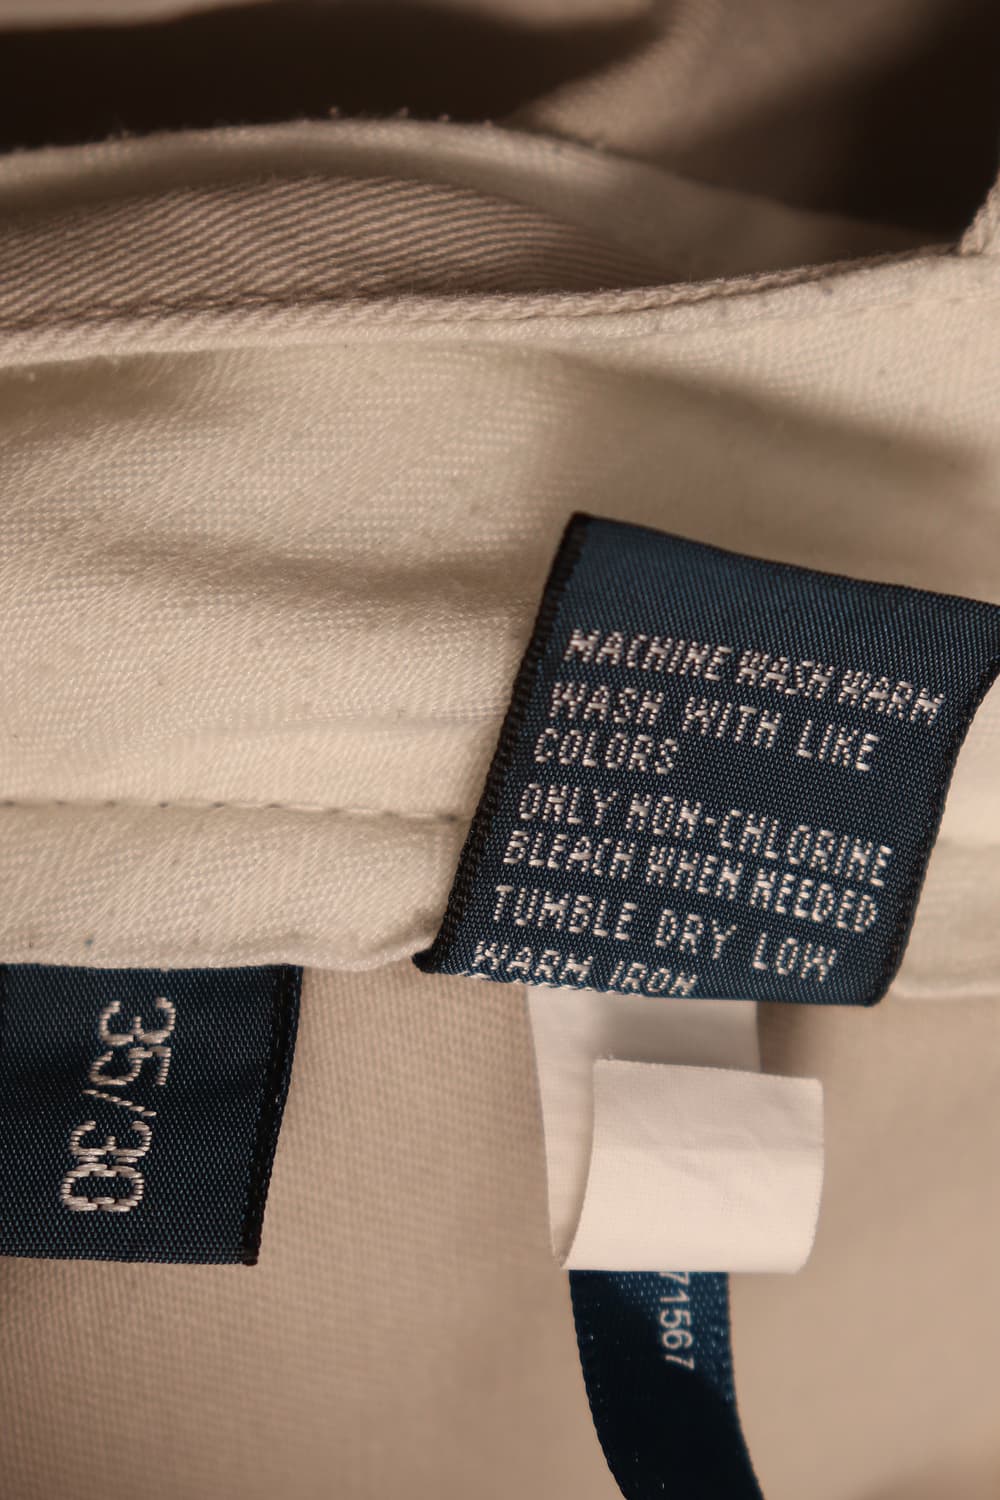 MACHINE WASH WARM
WASH WITH LIKE
COLORS
ONLY NON-CHLORINE
BLEACH WHEN NEEDED
TUMBLE DRY LOW
WARM IRON
35/30
71567